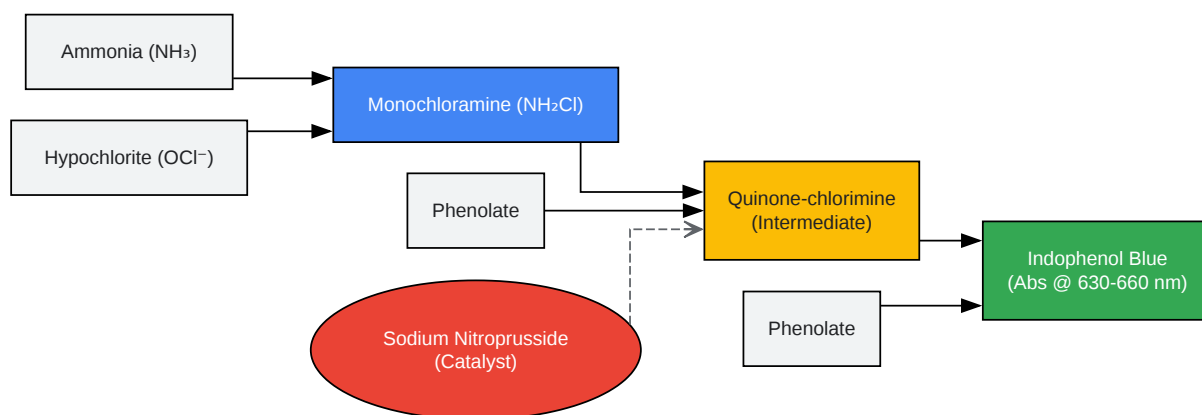 Ammonia (NH₃)
Hypochlorite (OCl⁻)
Monochloramine (NH₂Cl)
Phenolate
Sodium Nitroprusside
(Catalyst)
Quinone-chlorimine
(Intermediate)
Phenolate
Indophenol Blue
(Abs @ 630-660 nm)